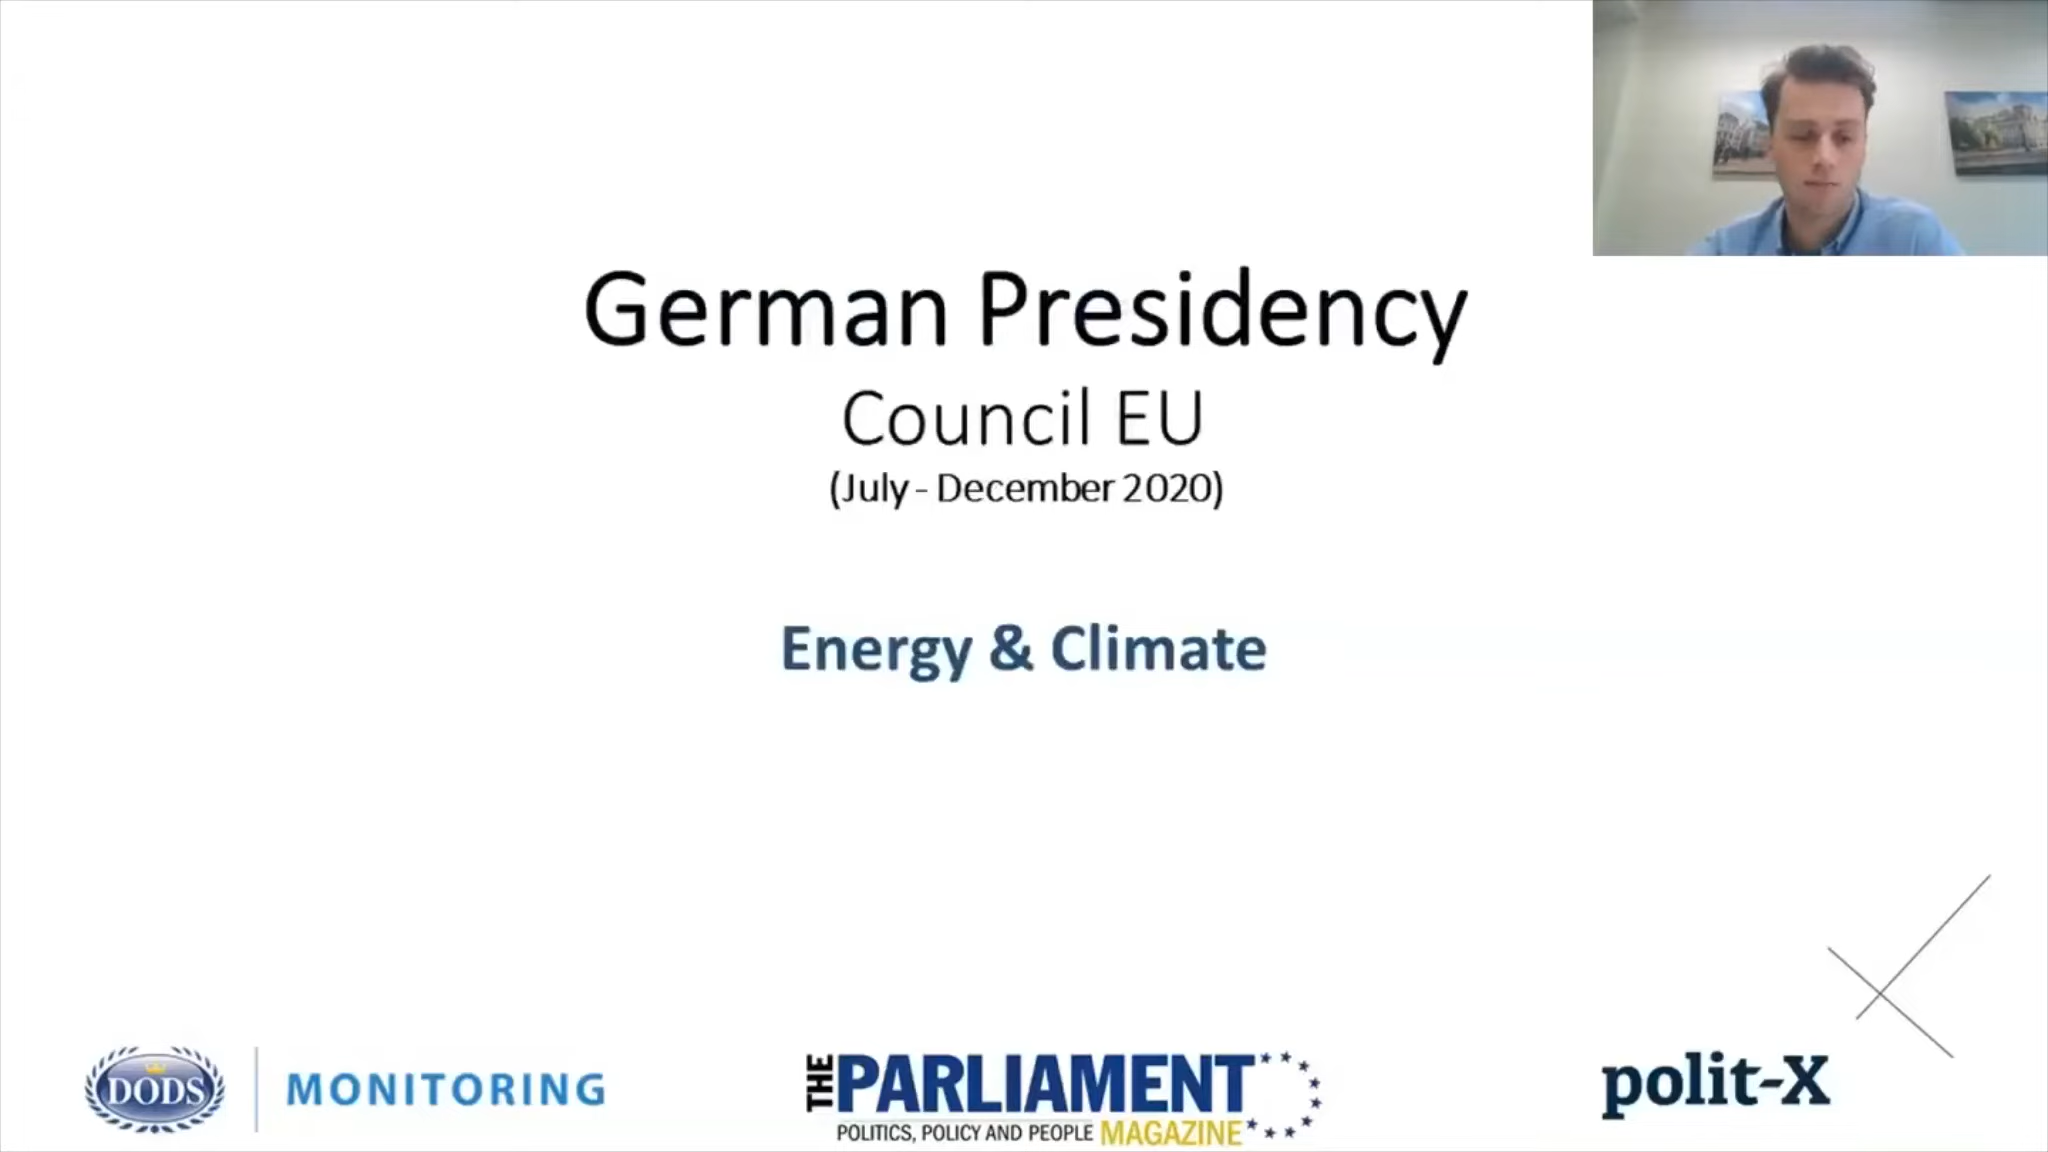 German Presidency
Council EU
(July - December 2020)
Energy & Climate
DODS
MONITORING
THE
PARLIAMENT
POLITICS, POLICY AND PEOPLE MAGAZINE
polit-X